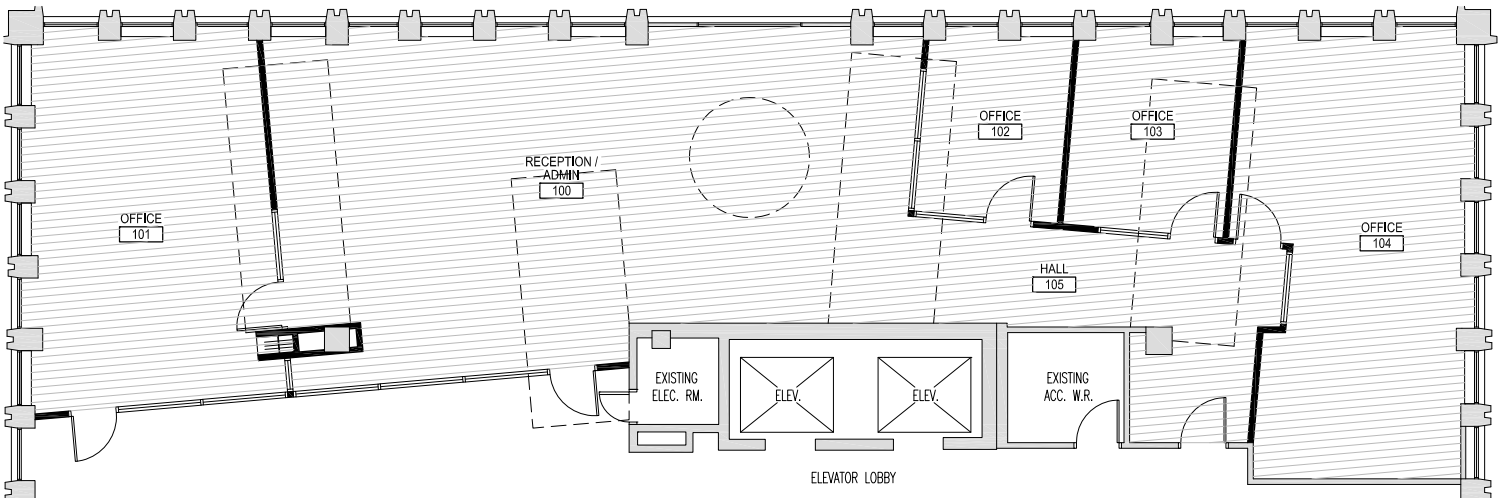 OFFICE
102
OFFICE
103
RECEPTION /
ADMIN
100
OFFICE
101
OFFICE
104
HALL
105
EXISTING
ELEC. RM.
ELEV.
ELEV.
EXISTING
ACC. W.R.
ELEVATOR LOBBY